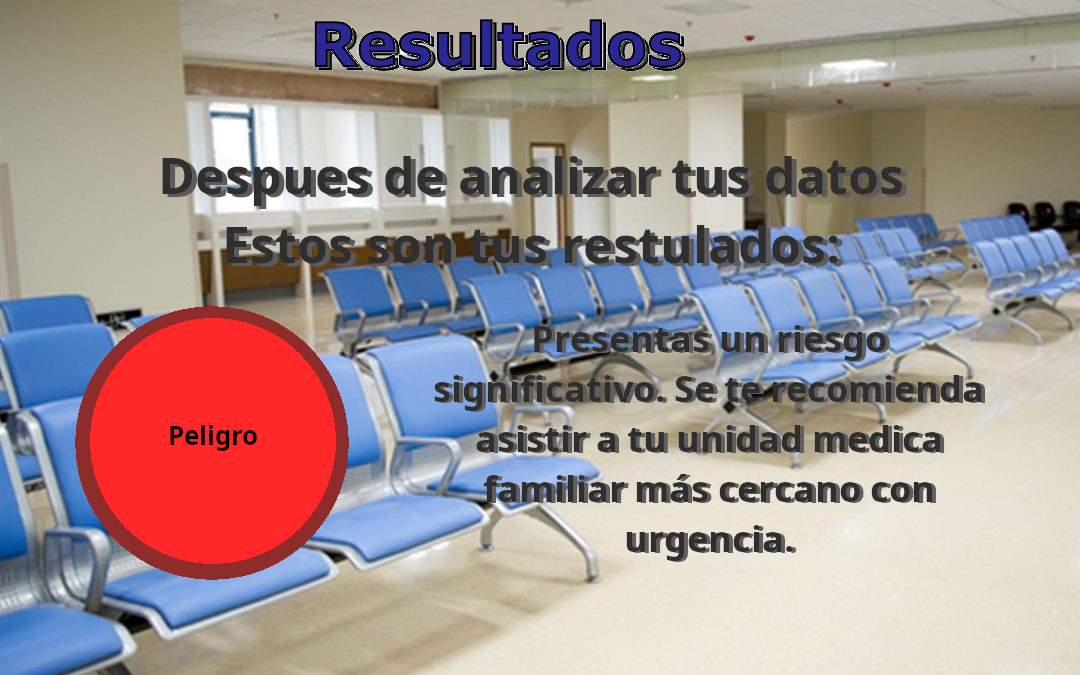 Resultados
Despues de analizar tus datos
Estos son tus restulados:
Presentas un riesgo
significativo. Se te recomienda
asistir a tu unidad medica
familiar más cercano con
urgencia.
Peligro